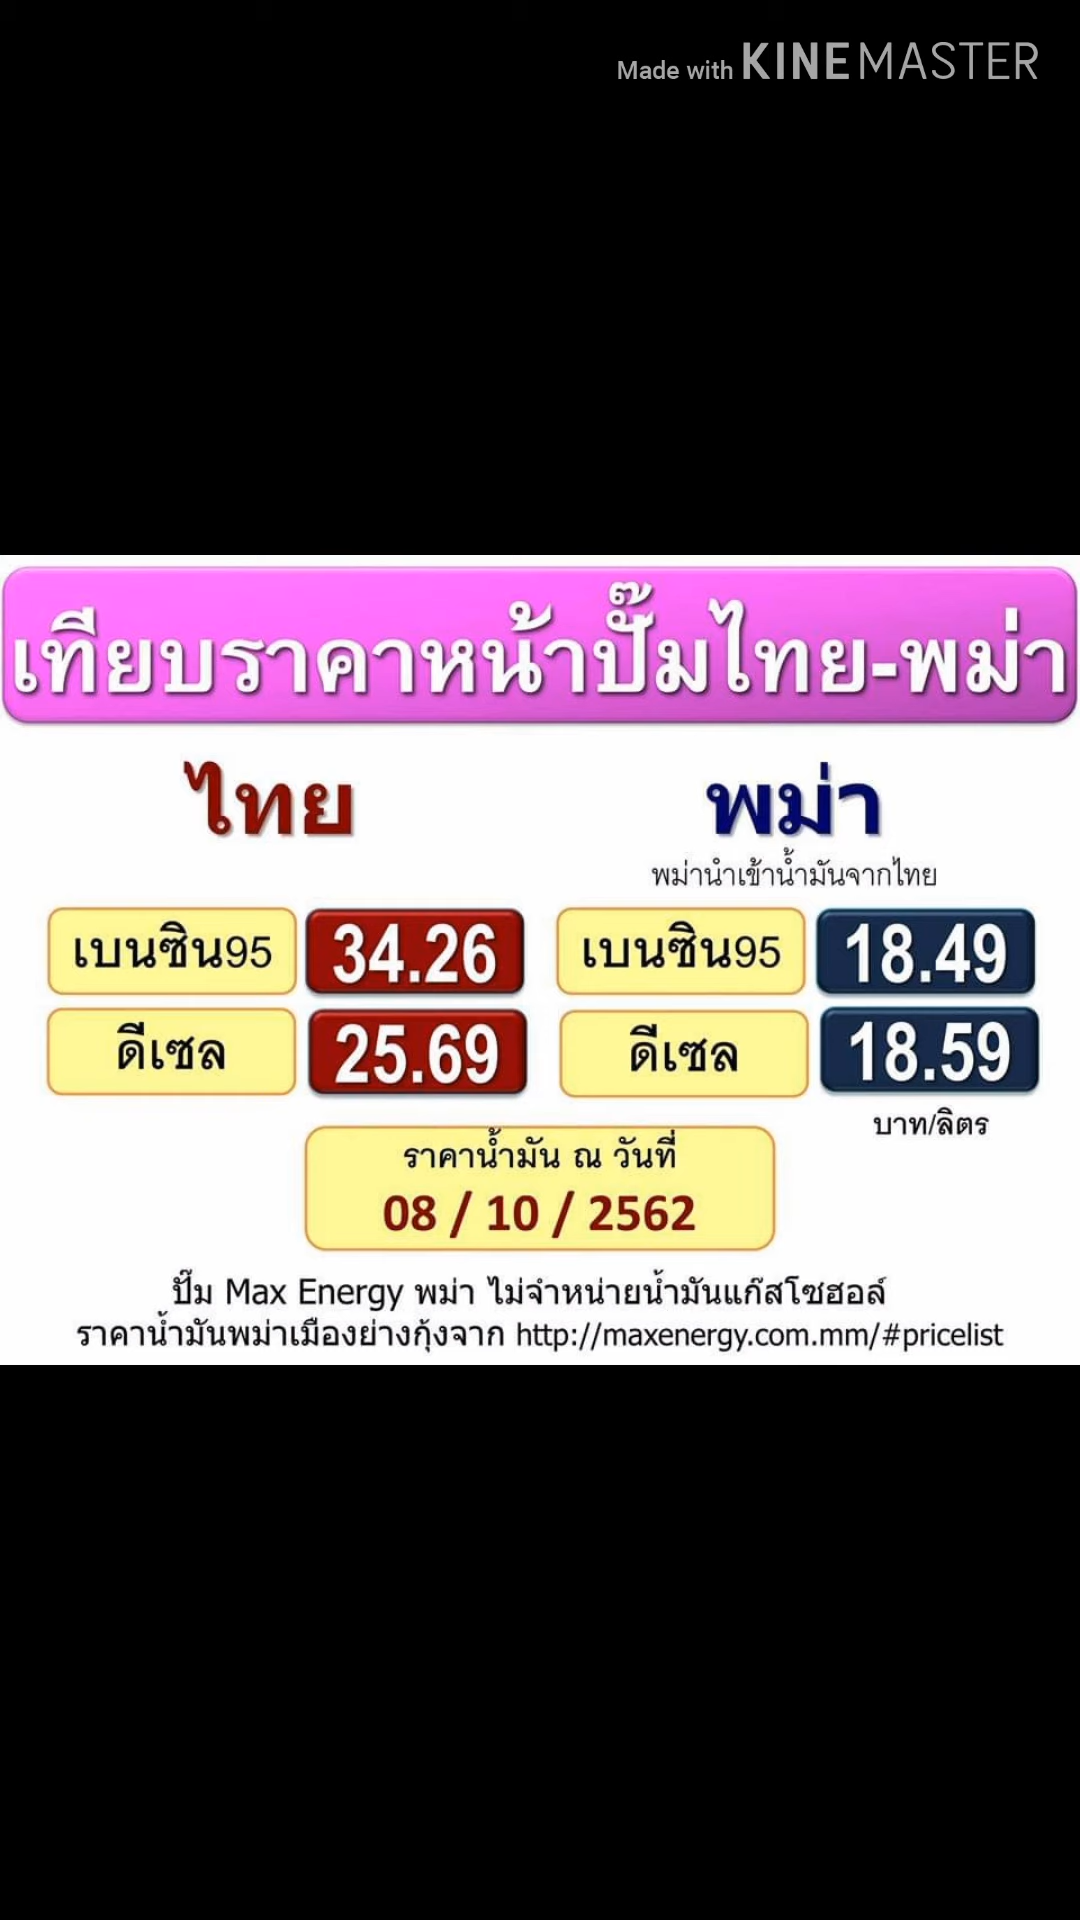 Made with KINEMASTER
เทียบราคาหน้าปั๊มไทย-พม่า
ไทย
พม่า
พม่านำเข้าน้ำมันจากไทย
เบนซิน95 34.26 เบนซิน95 18.49
ดีเซล 25.69 ดีเซล 18.59
บาท/ลิตร
ราคาน้ำมัน ณ วันที่
08 / 10 / 2562
ปั๊ม Max Energy พม่า ไม่จำหน่ายน้ำมันแก๊สโซฮอล์
ราคาน้ำมันพม่าเมืองย่างกุ้งจาก http://maxenergy.com.mm/#pricelist